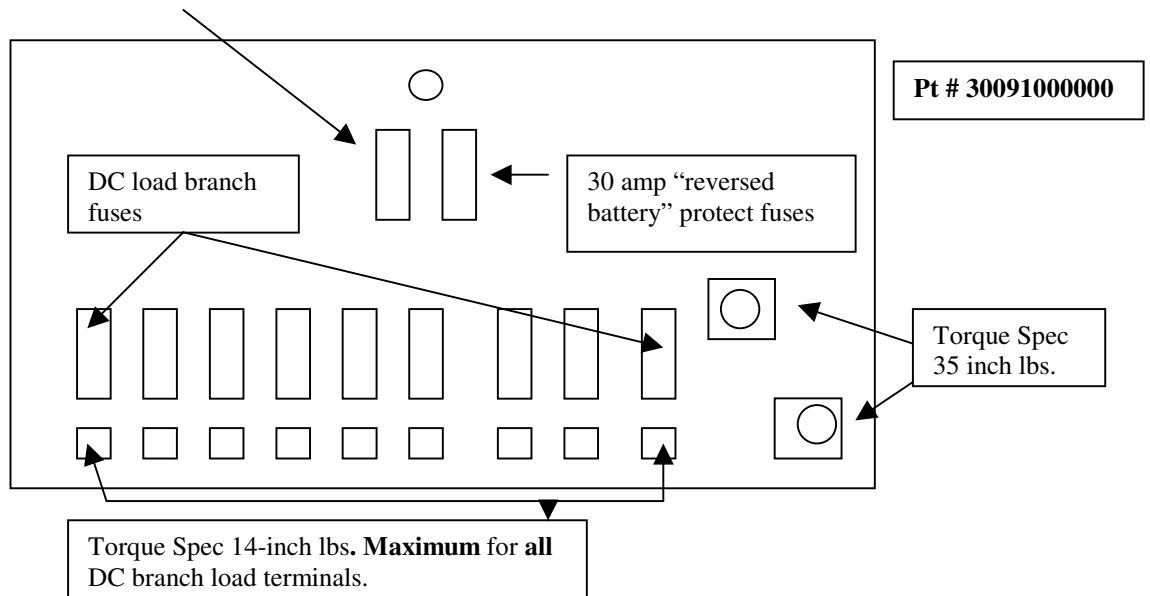 Pt # 30091000000
DC load branch
fuses
30 amp “reversed
battery” protect fuses
Torque Spec
35 inch lbs.
Torque Spec 14-inch lbs. Maximum for all
DC branch load terminals.